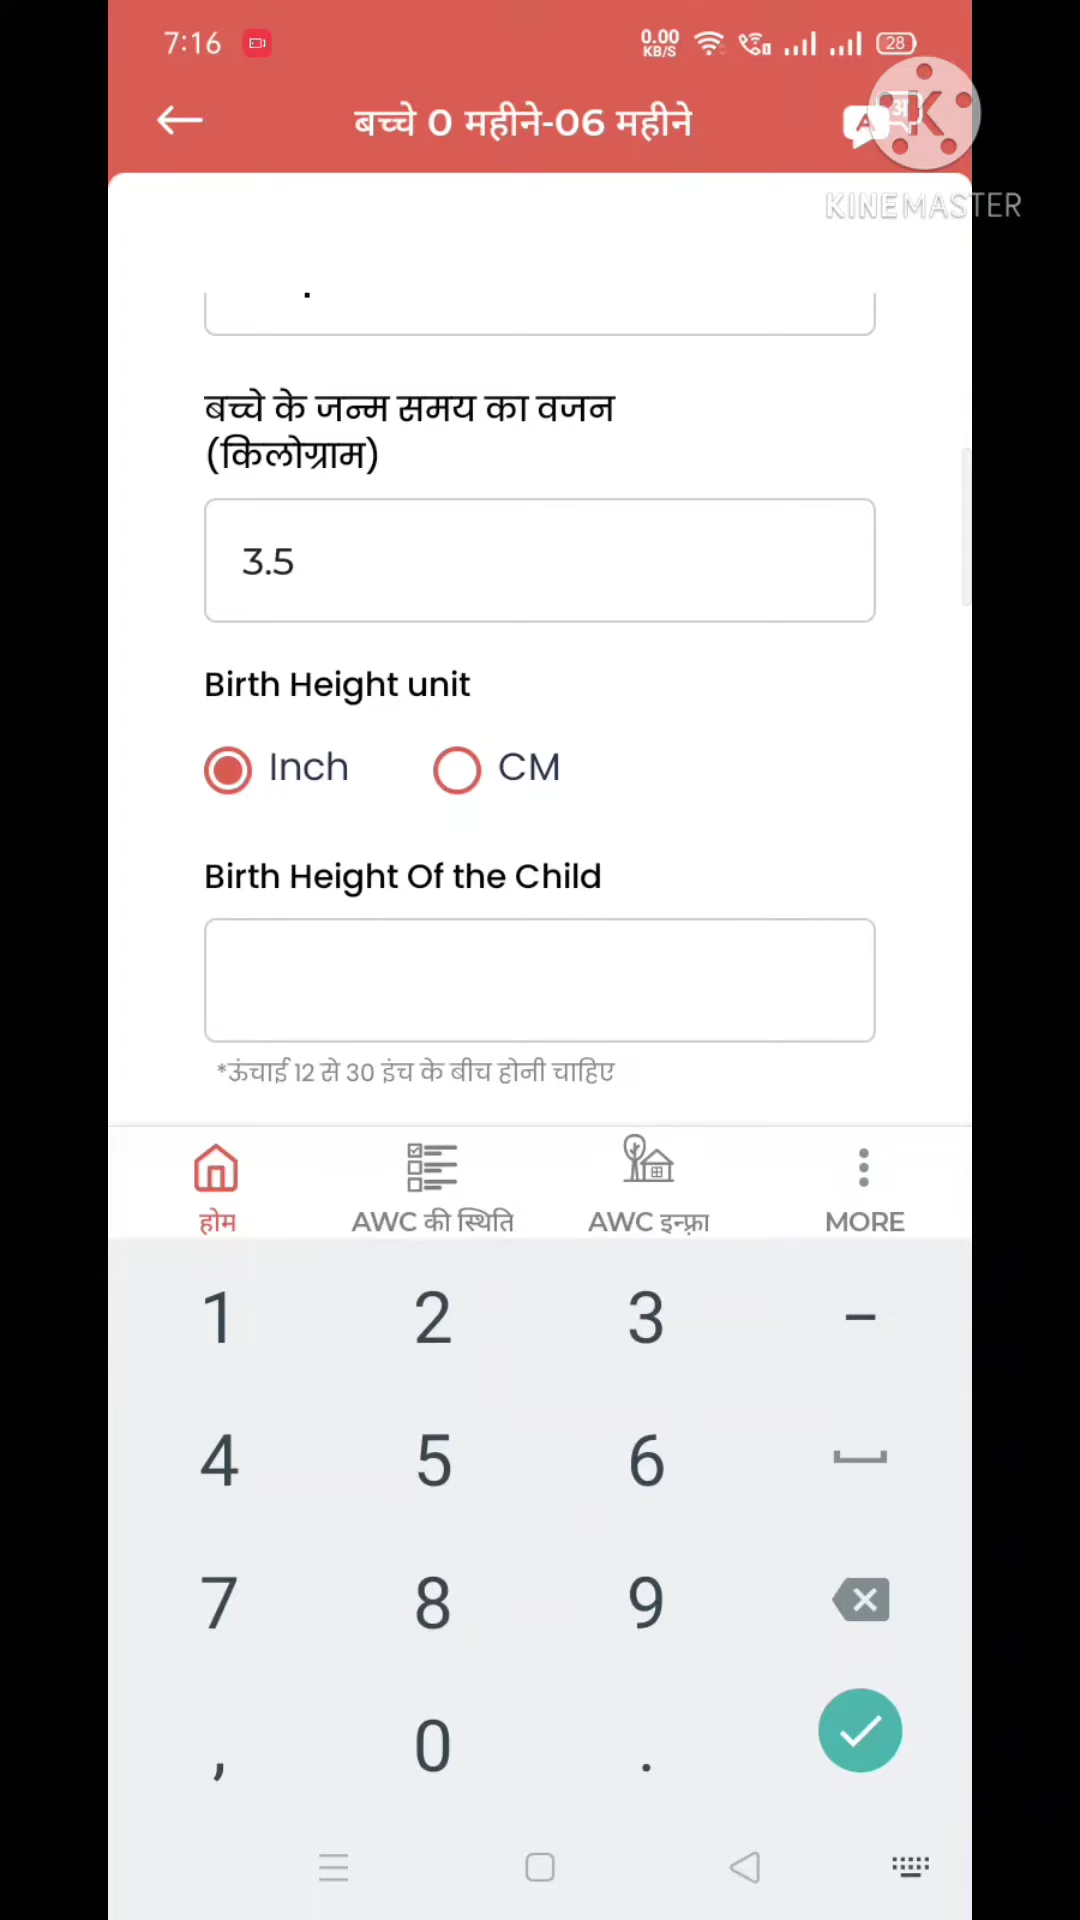 7:16
0.00
KB/S
28
बच्चे 0 महीने-06 महीने
A
अ
K
KINEMASTER
बच्चे के जन्म समय का वजन
(किलोग्राम)
3.5
Birth Height unit
Inch
CM
Birth Height Of the Child
*ऊंचाई 12 से 30 इंच के बीच होनी चाहिए
होम
AWC की स्थिति
AWC इन्फ़्रा
MORE
1 2 3 –
4 5 6
7 8 9
, 0 .